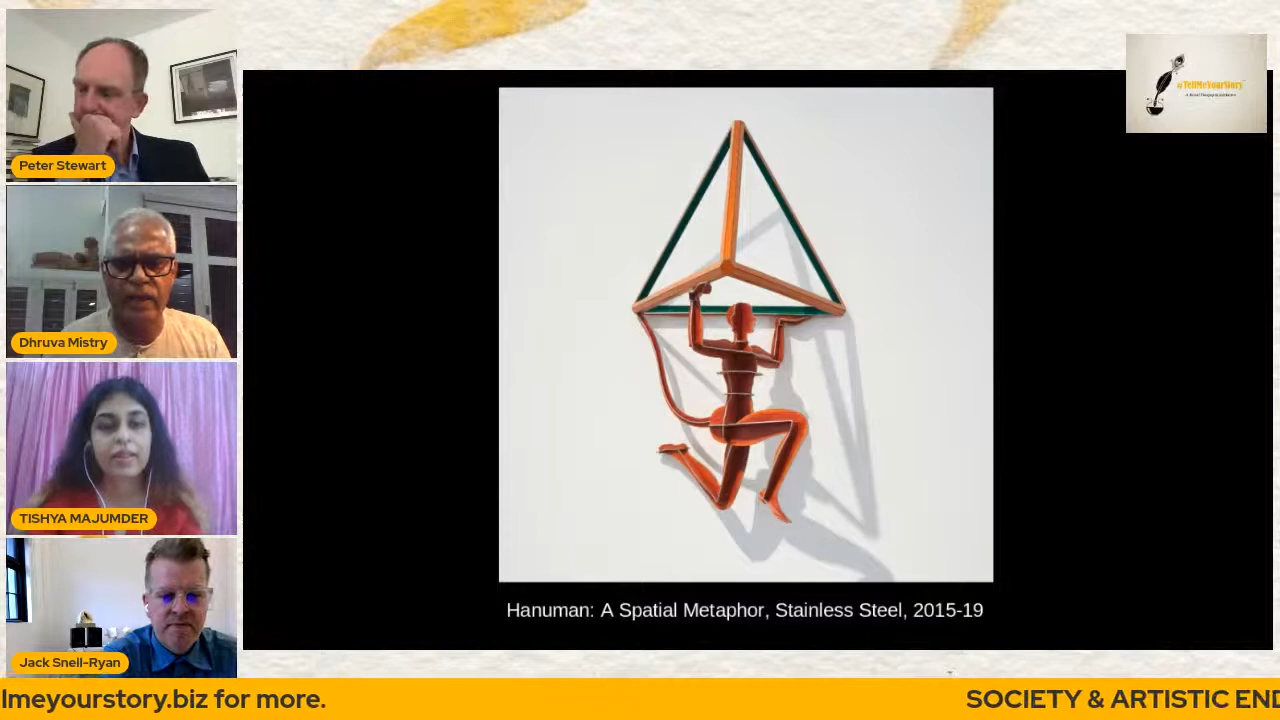 Peter Stewart
Dhruva Mistry
TISHYA MAJUMDER
Jack Snell-Ryan
#TellMeYourStory
Hanuman: A Spatial Metaphor, Stainless Steel, 2015-19
lmeyourstory.biz for more.
SOCIETY & ARTISTIC END